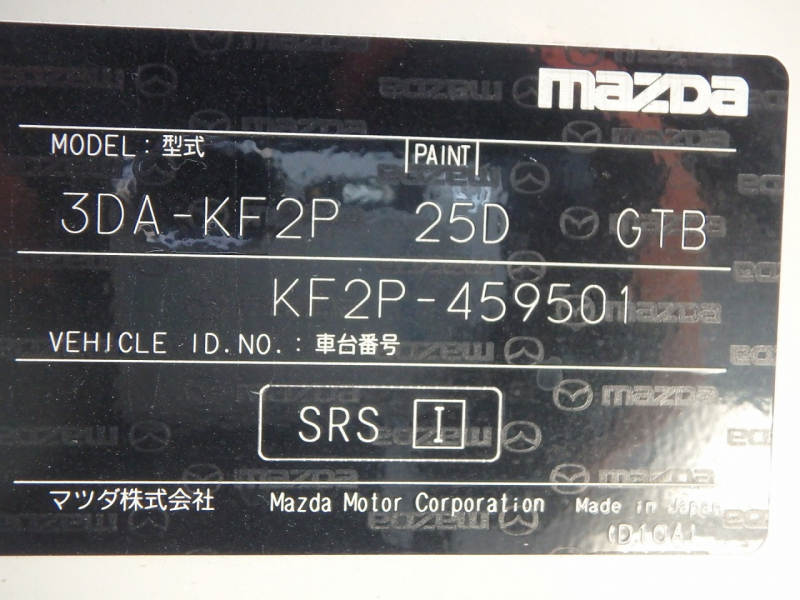 mazda
MODEL：型式 PAINT
3DA-KF2P 25D GTB
KF2P-459501
VEHICLE ID.NO.：車台番号
SRS I
マツダ株式会社 Mazda Motor Corporation Made in Japan
(D10A)